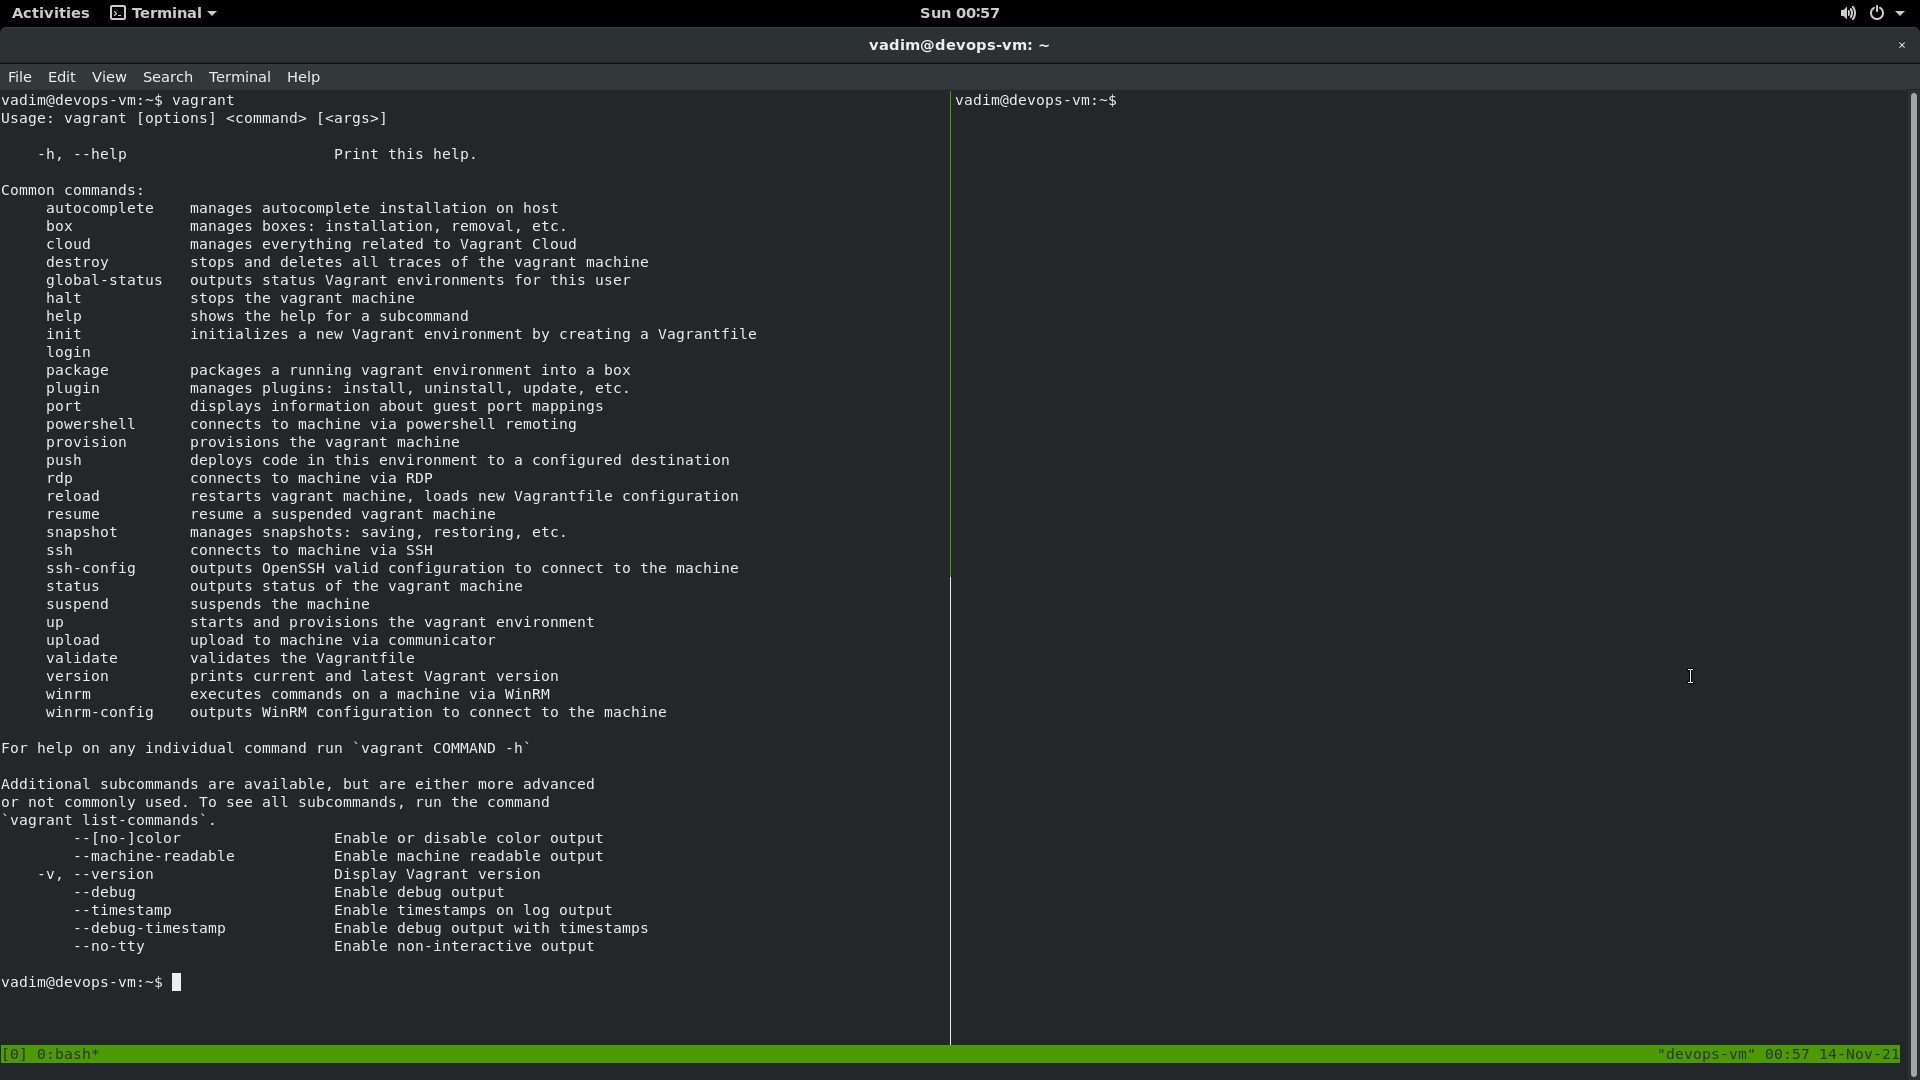 Activities Terminal Sun 00:57
vadim@devops-vm: ~ ×
File Edit View Search Terminal Help
vadim@devops-vm:~$ vagrant
Usage: vagrant [options] <command> [<args>]
    -h, --help                       Print this help.
Common commands:
     autocomplete    manages autocomplete installation on host
     box             manages boxes: installation, removal, etc.
     cloud           manages everything related to Vagrant Cloud
     destroy         stops and deletes all traces of the vagrant machine
     global-status   outputs status Vagrant environments for this user
     halt            stops the vagrant machine
     help            shows the help for a subcommand
     init            initializes a new Vagrant environment by creating a Vagrantfile
     login
     package         packages a running vagrant environment into a box
     plugin          manages plugins: install, uninstall, update, etc.
     port            displays information about guest port mappings
     powershell      connects to machine via powershell remoting
     provision       provisions the vagrant machine
     push            deploys code in this environment to a configured destination
     rdp             connects to machine via RDP
     reload          restarts vagrant machine, loads new Vagrantfile configuration
     resume          resume a suspended vagrant machine
     snapshot        manages snapshots: saving, restoring, etc.
     ssh             connects to machine via SSH
     ssh-config      outputs OpenSSH valid configuration to connect to the machine
     status          outputs status of the vagrant machine
     suspend         suspends the machine
     up              starts and provisions the vagrant environment
     upload          upload to machine via communicator
     validate        validates the Vagrantfile
     version         prints current and latest Vagrant version
     winrm           executes commands on a machine via WinRM
     winrm-config    outputs WinRM configuration to connect to the machine
For help on any individual command run `vagrant COMMAND -h`
Additional subcommands are available, but are either more advanced
or not commonly used. To see all subcommands, run the command
`vagrant list-commands`.
        --[no-]color                 Enable or disable color output
        --machine-readable           Enable machine readable output
    -v, --version                    Display Vagrant version
        --debug                      Enable debug output
        --timestamp                  Enable timestamps on log output
        --debug-timestamp            Enable debug output with timestamps
        --no-tty                     Enable non-interactive output
vadim@devops-vm:~$
vadim@devops-vm:~$
[0] 0:bash* "devops-vm" 00:57 14-Nov-21